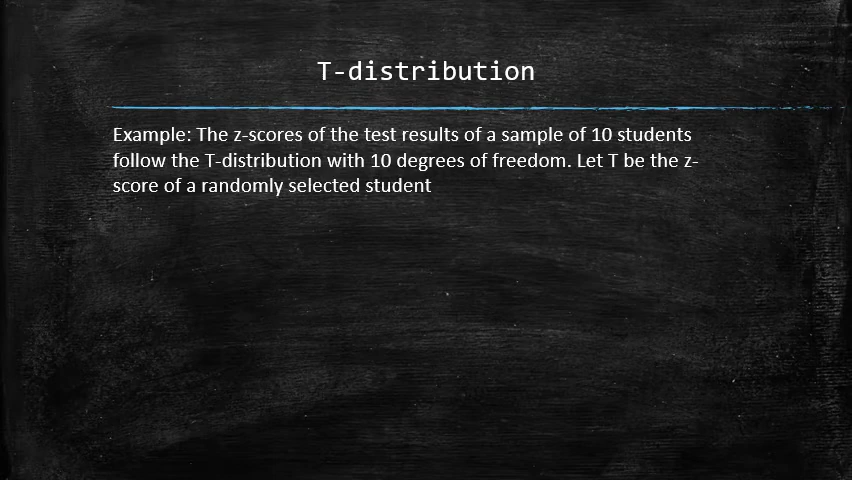 T-distribution
Example: The z-scores of the test results of a sample of 10 students
follow the T-distribution with 10 degrees of freedom. Let T be the z-
score of a randomly selected student